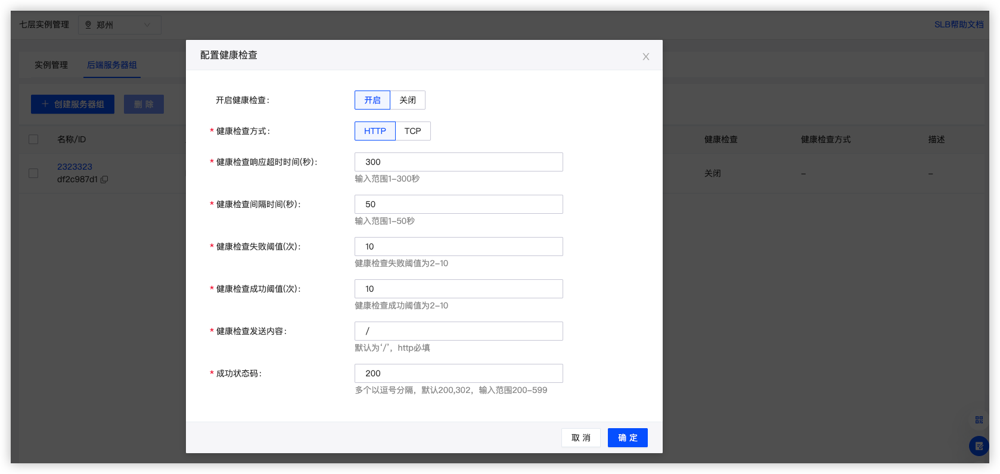 七层实例管理 郑州 SLB帮助文档
配置健康检查
实例管理 后端服务器组
开启健康检查: 开启 关闭
+ 创建服务器组 删 除
* 健康检查方式: HTTP TCP
名称/ID 健康检查 健康检查方式 描述
* 健康检查响应超时时间(秒): 300
输入范围1-300秒
2323323
df2c987d1 关闭 - -
* 健康检查间隔时间(秒): 50
输入范围1-50秒
* 健康检查失败阈值(次): 10
健康检查失败阈值为2-10
* 健康检查成功阈值(次): 10
健康检查成功阈值为2-10
* 健康检查发送内容: /
默认为‘/’，http必填
* 成功状态码: 200
多个以逗号分隔，默认200,302，输入范围200-599
取 消 确 定